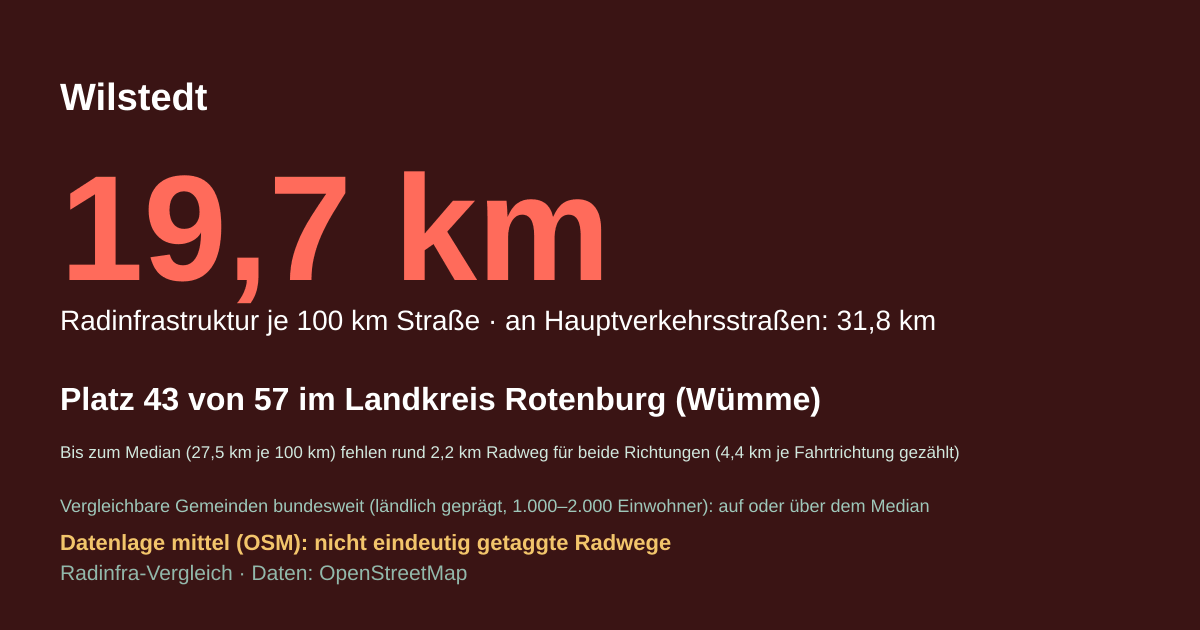 Wilstedt
19,7 km
Radinfrastruktur je 100 km Straße · an Hauptverkehrsstraßen: 31,8 km
Platz 43 von 57 im Landkreis Rotenburg (Wümme)
Bis zum Median (27,5 km je 100 km) fehlen rund 2,2 km Radweg für beide Richtungen (4,4 km je Fahrtrichtung gezählt)
Vergleichbare Gemeinden bundesweit (ländlich geprägt, 1.000–2.000 Einwohner): auf oder über dem Median
Datenlage mittel (OSM): nicht eindeutig getaggte Radwege
Radinfra-Vergleich · Daten: OpenStreetMap